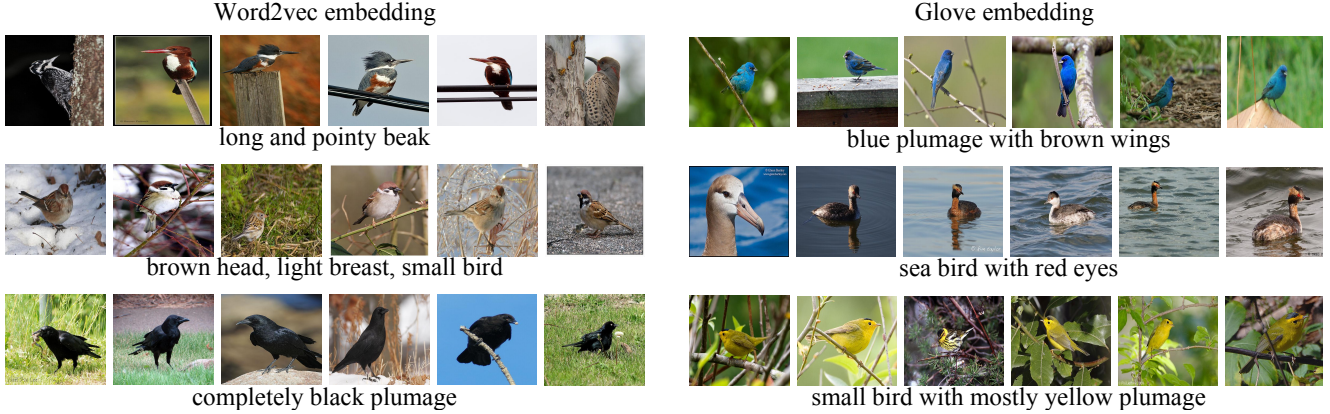 Word2vec embedding
Glove embedding
long and pointy beak
blue plumage with brown wings
brown head, light breast, small bird
sea bird with red eyes
completely black plumage
small bird with mostly yellow plumage